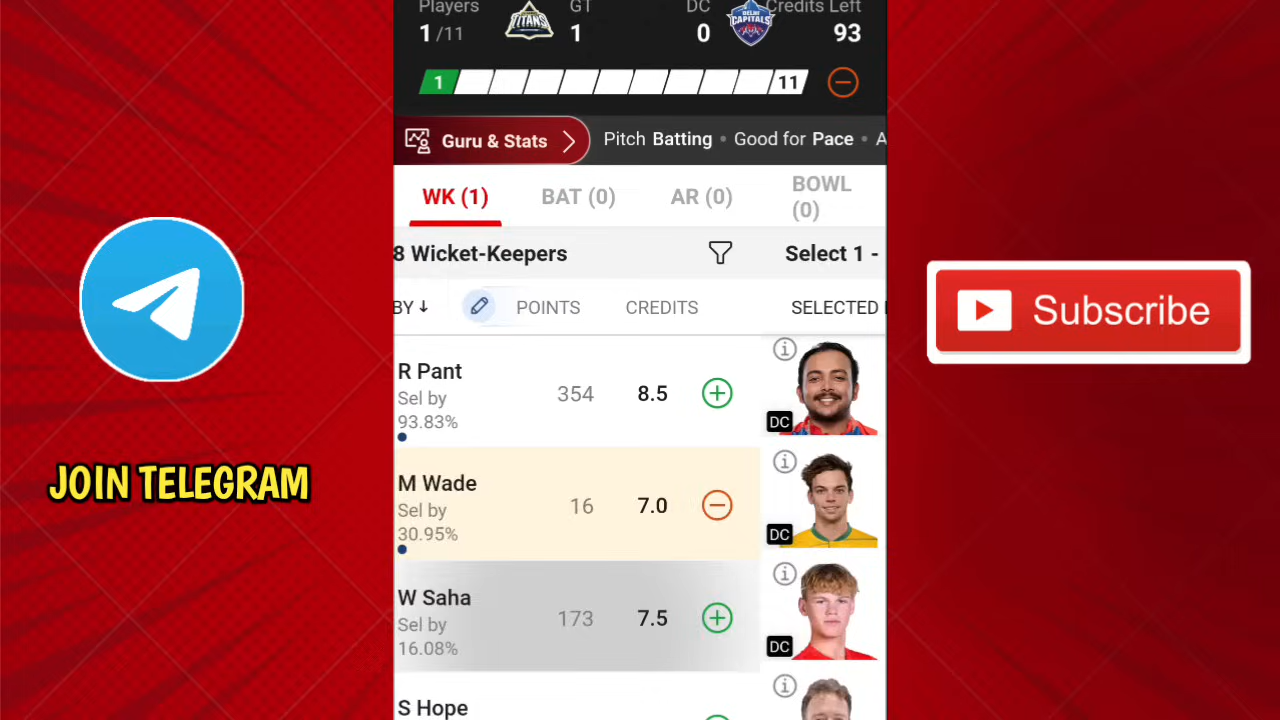 Players GT DC Credits Left
1 /11 TITANS 1 0 DELHI CAPITALS 93
1 11
Guru & Stats Pitch Batting • Good for Pace • A
WK (1) BAT (0) AR (0) BOWL (0)
8 Wicket-Keepers Select 1 -
BY↓ POINTS CREDITS SELECTED
R Pant
Sel by
93.83%
354 8.5
DC
M Wade
Sel by
30.95%
16 7.0
DC
W Saha
Sel by
16.08%
173 7.5
DC
S Hope
JOIN TELEGRAM
Subscribe